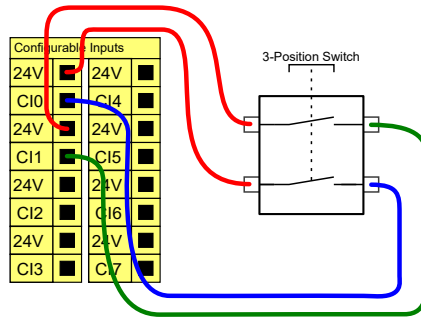 Configurable Inputs
24V 24V
CI0 CI4
24V 24V
CI1 CI5
24V 24V
CI2 CI6
24V 24V
CI3 CI7
3-Position Switch